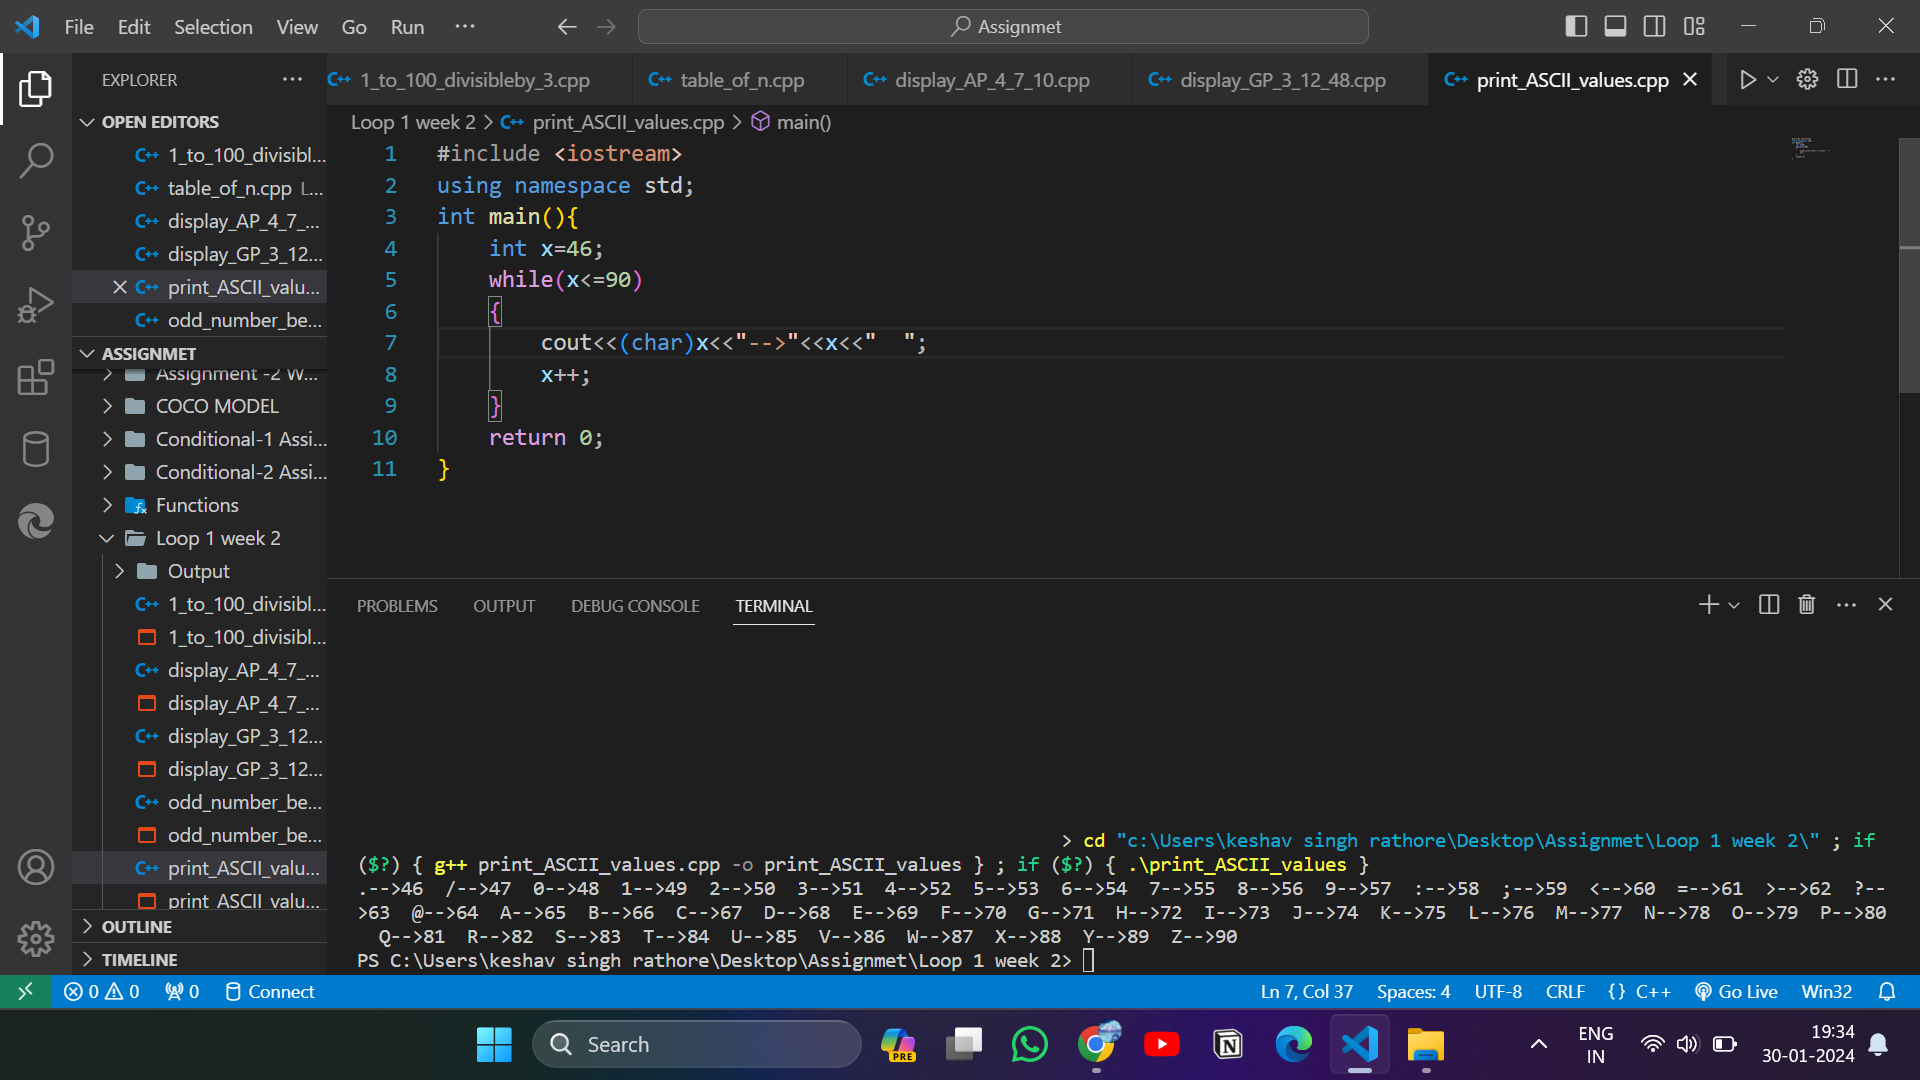 File Edit Selection View Go Run ··· Assignmet
EXPLORER ···
OPEN EDITORS
1_to_100_divisibl...
table_of_n.cpp L...
display_AP_4_7_...
display_GP_3_12...
print_ASCII_valu...
odd_number_be...
ASSIGNMET
Assignment -2 W...
COCO MODEL
Conditional-1 Assi...
Conditional-2 Assi...
Functions
Loop 1 week 2
Output
1_to_100_divisibl...
1_to_100_divisibl...
display_AP_4_7_...
display_AP_4_7_...
display_GP_3_12...
display_GP_3_12...
odd_number_be...
odd_number_be...
print_ASCII_valu...
print_ASCII_valu...
OUTLINE
TIMELINE
C++ 1_to_100_divisibleby_3.cpp C++ table_of_n.cpp C++ display_AP_4_7_10.cpp C++ display_GP_3_12_48.cpp C++ print_ASCII_values.cpp
Loop 1 week 2 > C++ print_ASCII_values.cpp > main()
1 #include <iostream>
2 using namespace std;
3 int main(){
4 int x=46;
5 while(x<=90)
6 {
7 cout<<(char)x<<"-->"<<x<<"  ";
8 x++;
9 }
10 return 0;
11 }
PROBLEMS OUTPUT DEBUG CONSOLE TERMINAL
> cd "c:\Users\keshav singh rathore\Desktop\Assignmet\Loop 1 week 2\" ; if
($?) { g++ print_ASCII_values.cpp -o print_ASCII_values } ; if ($?) { .\print_ASCII_values }
.-->46  /-->47  0-->48  1-->49  2-->50  3-->51  4-->52  5-->53  6-->54  7-->55  8-->56  9-->57  :-->58  ;-->59  <-->60  =-->61  >-->62  ?--
>63  @-->64  A-->65  B-->66  C-->67  D-->68  E-->69  F-->70  G-->71  H-->72  I-->73  J-->74  K-->75  L-->76  M-->77  N-->78  O-->79  P-->80
Q-->81  R-->82  S-->83  T-->84  U-->85  V-->86  W-->87  X-->88  Y-->89  Z-->90
PS C:\Users\keshav singh rathore\Desktop\Assignmet\Loop 1 week 2>
0 0 0 Connect Ln 7, Col 37 Spaces: 4 UTF-8 CRLF {} C++ Go Live Win32
Search PRE ENG 19:34
IN 30-01-2024